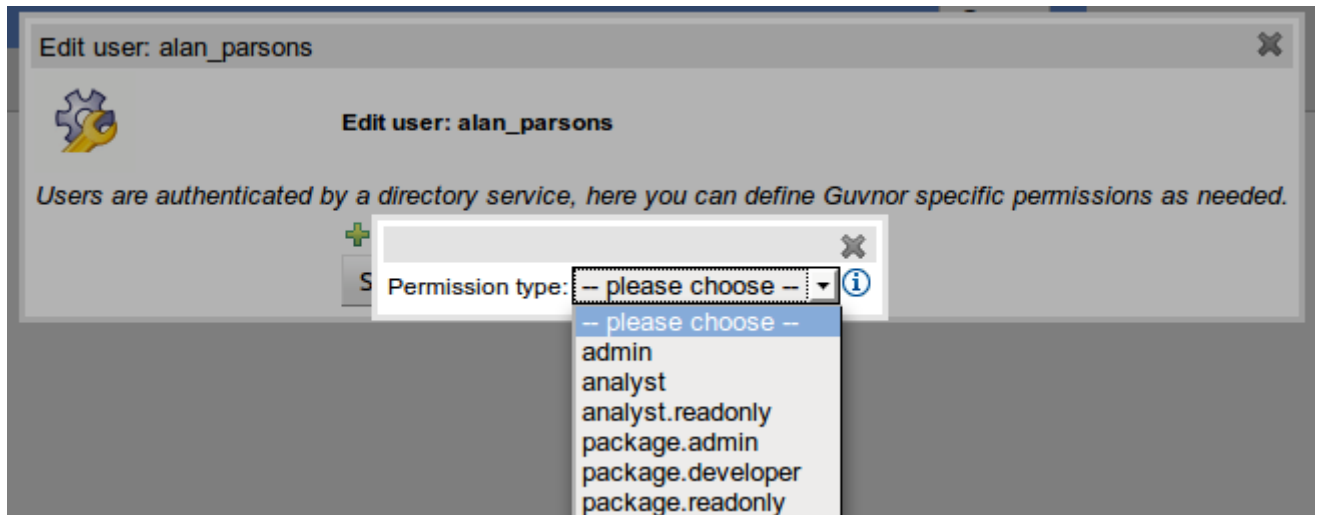 Edit user: alan_parsons
Edit user: alan_parsons
Users are authenticated by a directory service, here you can define Guvnor specific permissions as needed.
S
Permission type: -- please choose --
-- please choose --
admin
analyst
analyst.readonly
package.admin
package.developer
package.readonly